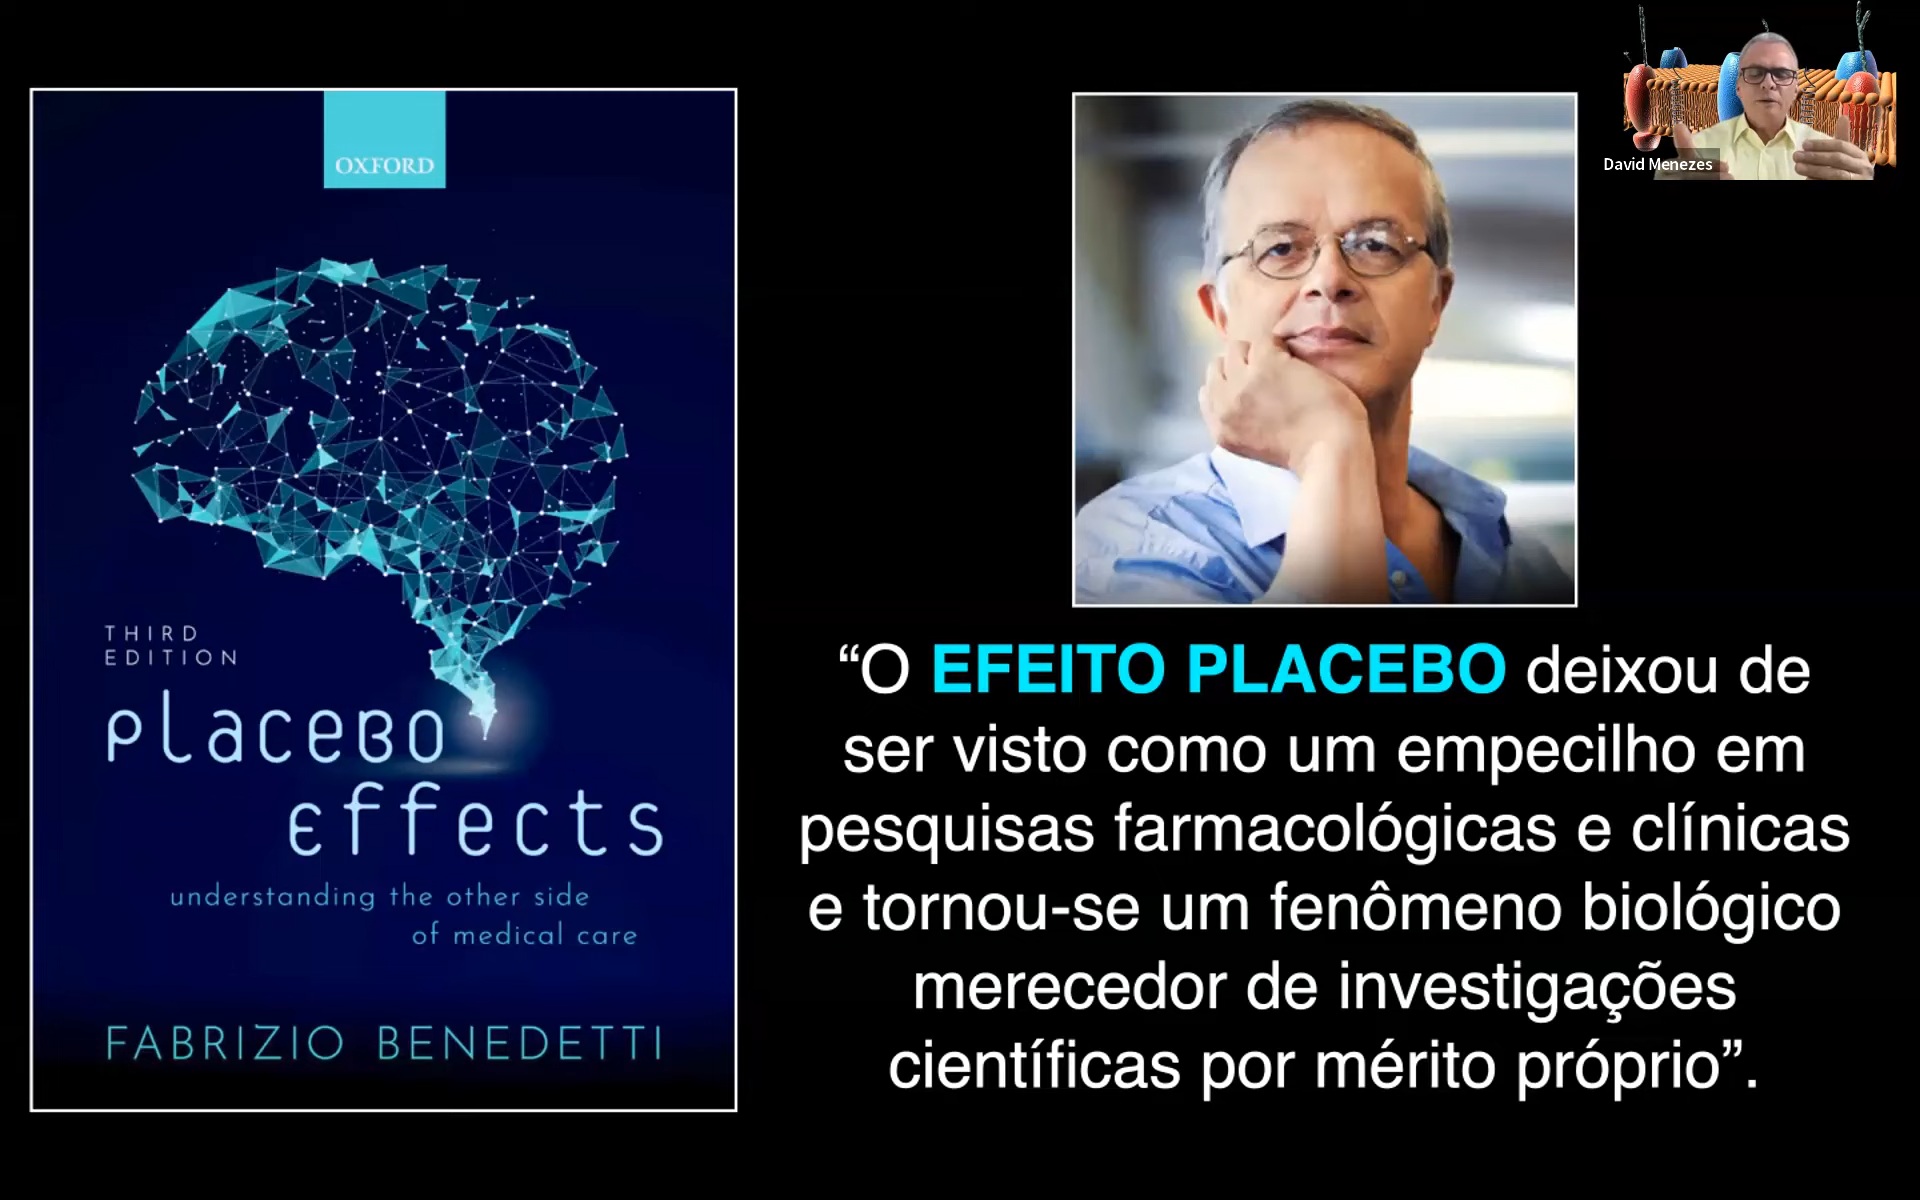 OXFORD
THIRD
EDITION
placebo
effects
understanding the other side
of medical care
FABRIZIO BENEDETTI
David Menezes
“O EFEITO PLACEBO deixou de
ser visto como um empecilho em
pesquisas farmacológicas e clínicas
e tornou-se um fenômeno biológico
merecedor de investigações
científicas por mérito próprio”.